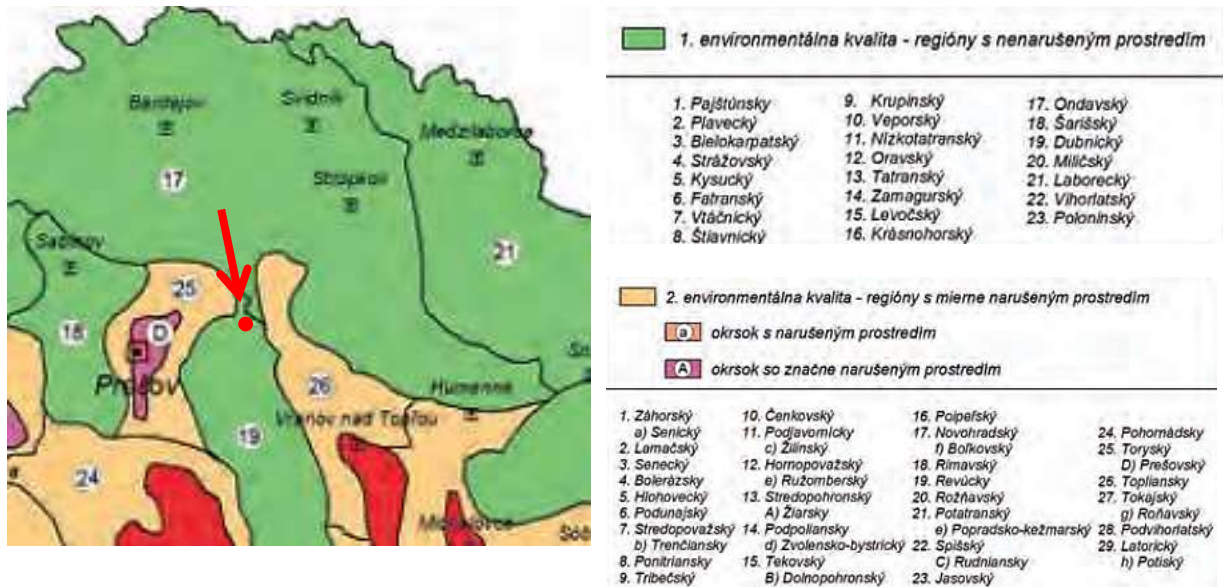 Bardejov
Svidník
Medzilaborce
17
Stropkov
Sabinov
21
25
18
D
Prešov
26
Humenné
Vranov nad Topľou
19
24
1. environmentálna kvalita - regióny s nenarušeným prostredím
1. Pajštúnsky
2. Plavecký
3. Bielokarpatský
4. Strážovský
5. Kysucký
6. Fatranský
7. Vtáčnický
8. Štiavnický
9. Krupinský
10. Veporský
11. Nízkotatranský
12. Oravský
13. Tatranský
14. Zamagurský
15. Levočský
16. Krásnohorský
17. Ondavský
18. Šarišský
19. Dubnický
20. Miličský
21. Laborecký
22. Vihorlatský
23. Poloninský
2. environmentálna kvalita - regióny s mierne narušeným prostredím
a okrsok s narušeným prostredím
A okrsok so značne narušeným prostredím
1. Záhorský
a) Senický
2. Lamačský
3. Senecký
4. Bolerázsky
5. Hlohovecký
6. Podunajský
7. Stredopovažský
b) Trenčiansky
8. Ponitriansky
9. Tribečský
10. Čenkovský
11. Podjavornícky
c) Žilinský
12. Hornopovažský
e) Ružomberský
13. Stredopohronský
A) Žiarsky
14. Podpoliansky
d) Zvolensko-bystrický
15. Tekovský
B) Dolnopohronský
16. Poipeľský
17. Novohradský
f) Boľkovský
18. Rimavský
19. Revúcky
20. Rožňavský
21. Potatranský
e) Popradsko-kežmarský
22. Spišský
C) Rudniansky
23. Jasovský
24. Pohornádsky
25. Toryský
D) Prešovský
26. Topliansky
27. Tokajský
g) Roňavský
28. Podvihorlatský
29. Latorický
h) Potiský